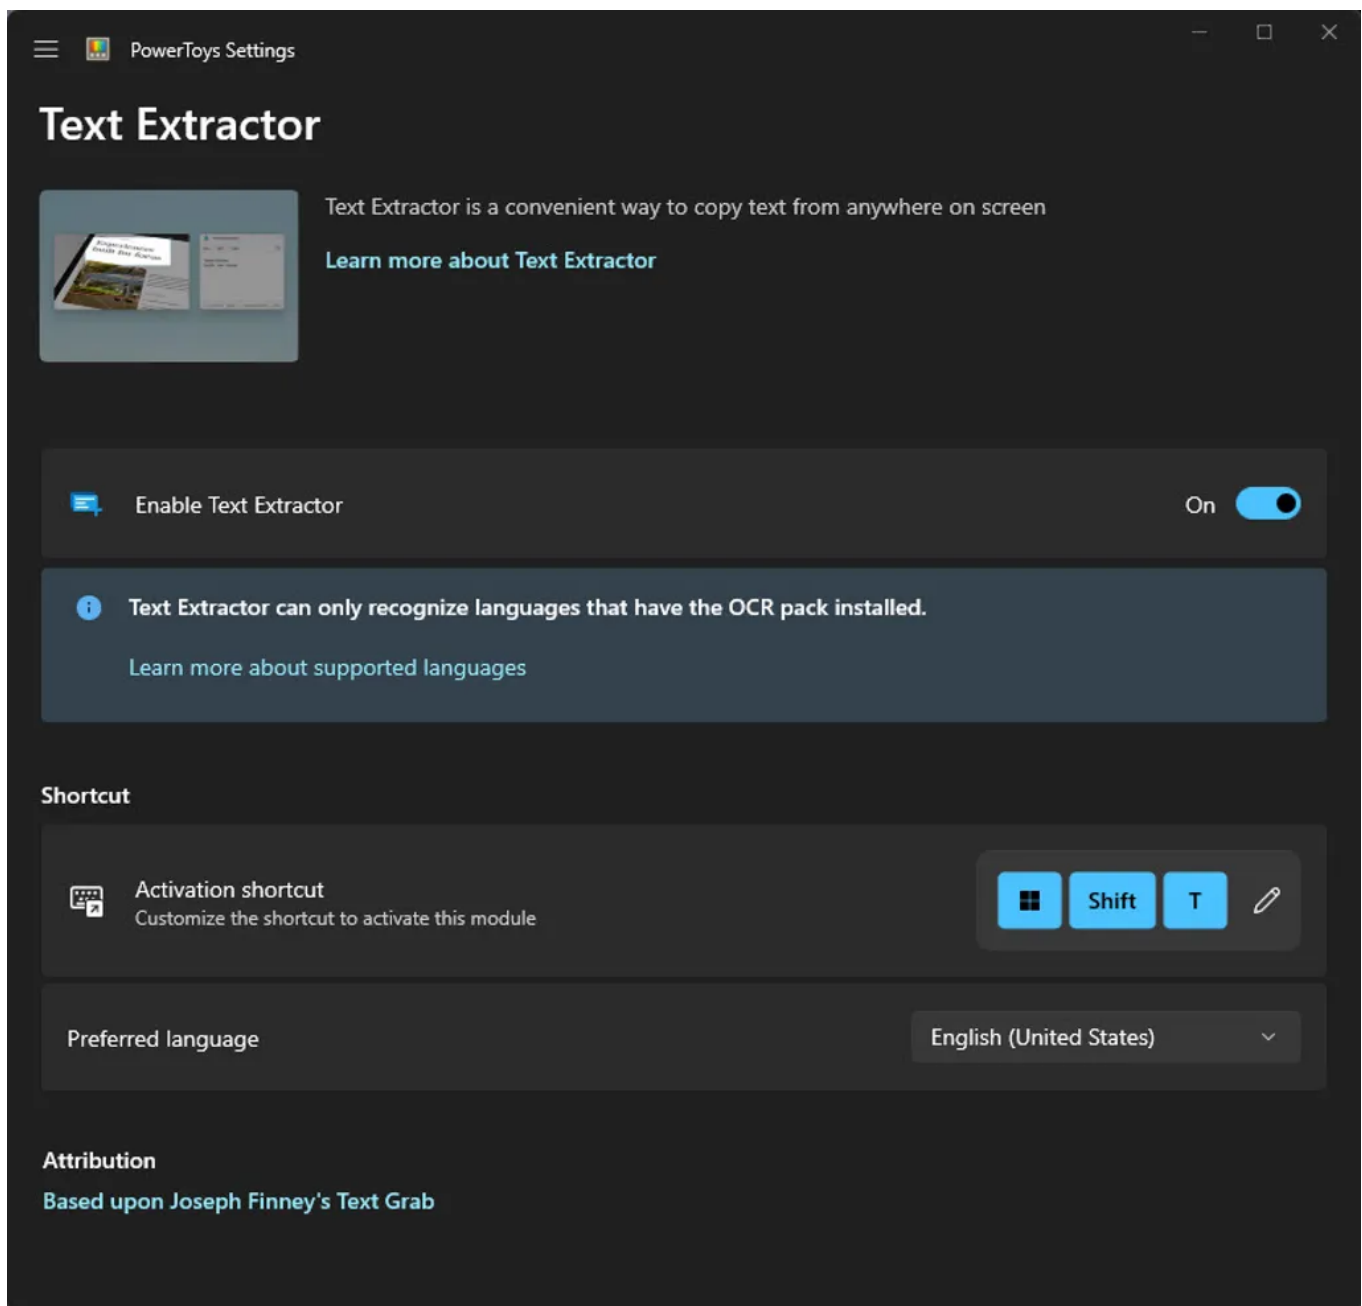 PowerToys Settings
Text Extractor
Text Extractor is a convenient way to copy text from anywhere on screen
Learn more about Text Extractor
Enable Text Extractor
On
Text Extractor can only recognize languages that have the OCR pack installed.
Learn more about supported languages
Shortcut
Activation shortcut
Customize the shortcut to activate this module
Shift
T
Preferred language
English (United States)
Attribution
Based upon Joseph Finney's Text Grab